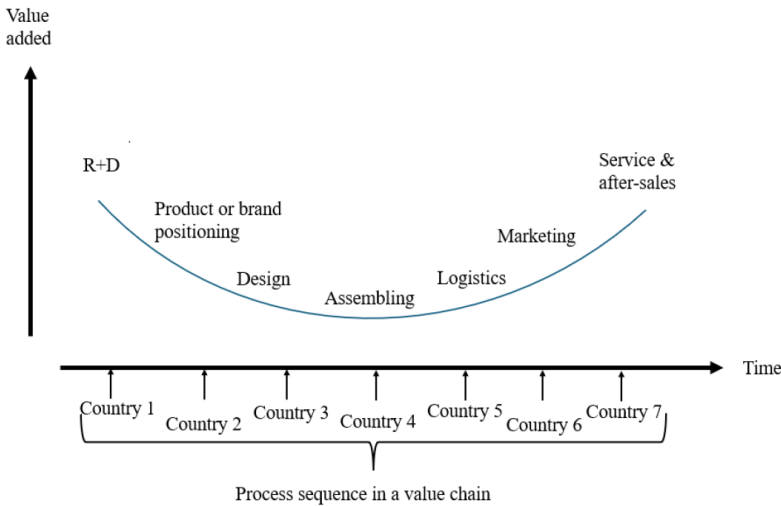 Value
added
R+D
Service &
after-sales
Product or brand
positioning
Marketing
Design
Logistics
Assembling
Time
Country 1
Country 2
Country 3
Country 4
Country 5
Country 6
Country 7
Process sequence in a value chain